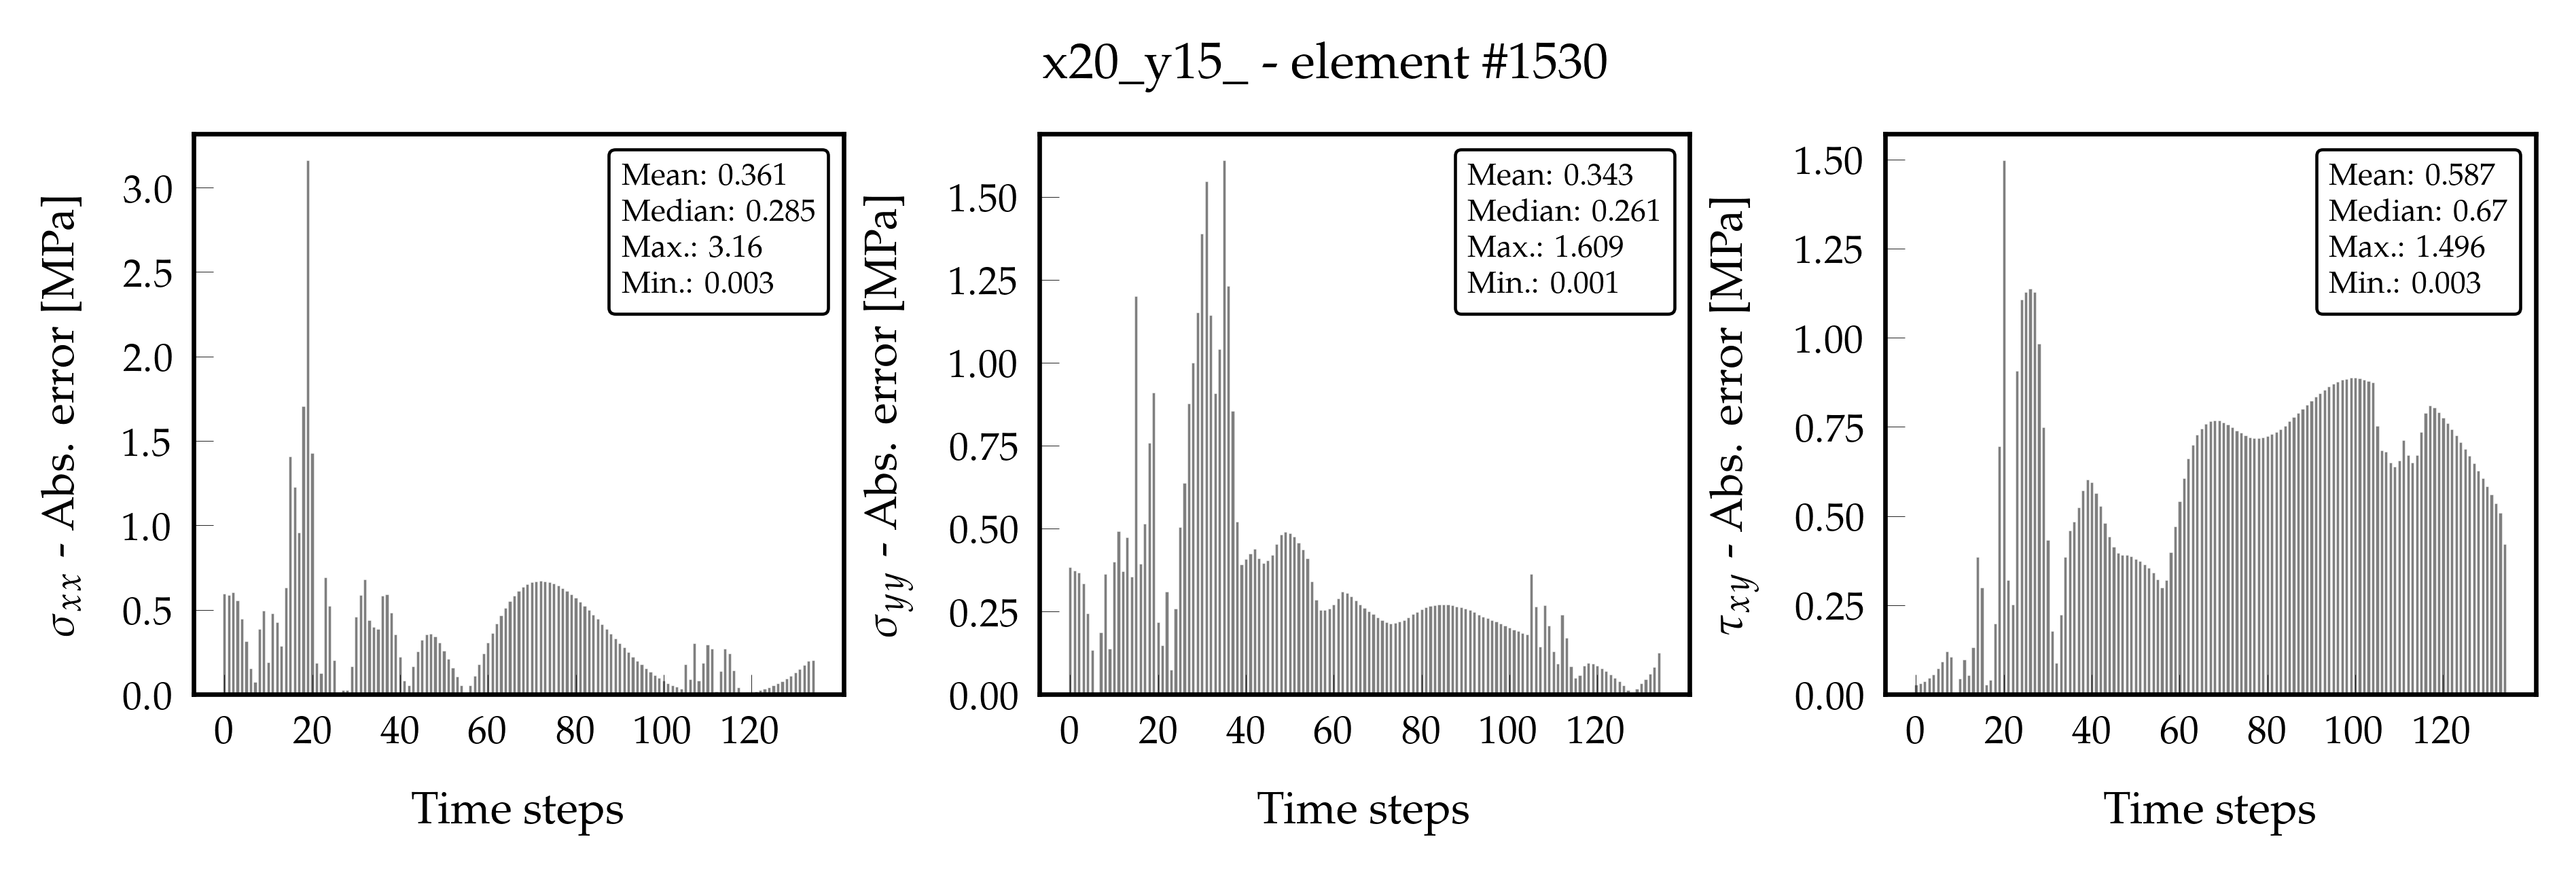 x20_y15_ - element #1530
σxx - Abs. error [MPa]
3.0
2.5
2.0
1.5
1.0
0.5
0.0
Mean: 0.361
Median: 0.285
Max.: 3.16
Min.: 0.003
0 20 40 60 80 100 120
Time steps
σyy - Abs. error [MPa]
1.50
1.25
1.00
0.75
0.50
0.25
0.00
Mean: 0.343
Median: 0.261
Max.: 1.609
Min.: 0.001
0 20 40 60 80 100 120
Time steps
τxy - Abs. error [MPa]
1.50
1.25
1.00
0.75
0.50
0.25
0.00
Mean: 0.587
Median: 0.67
Max.: 1.496
Min.: 0.003
0 20 40 60 80 100 120
Time steps